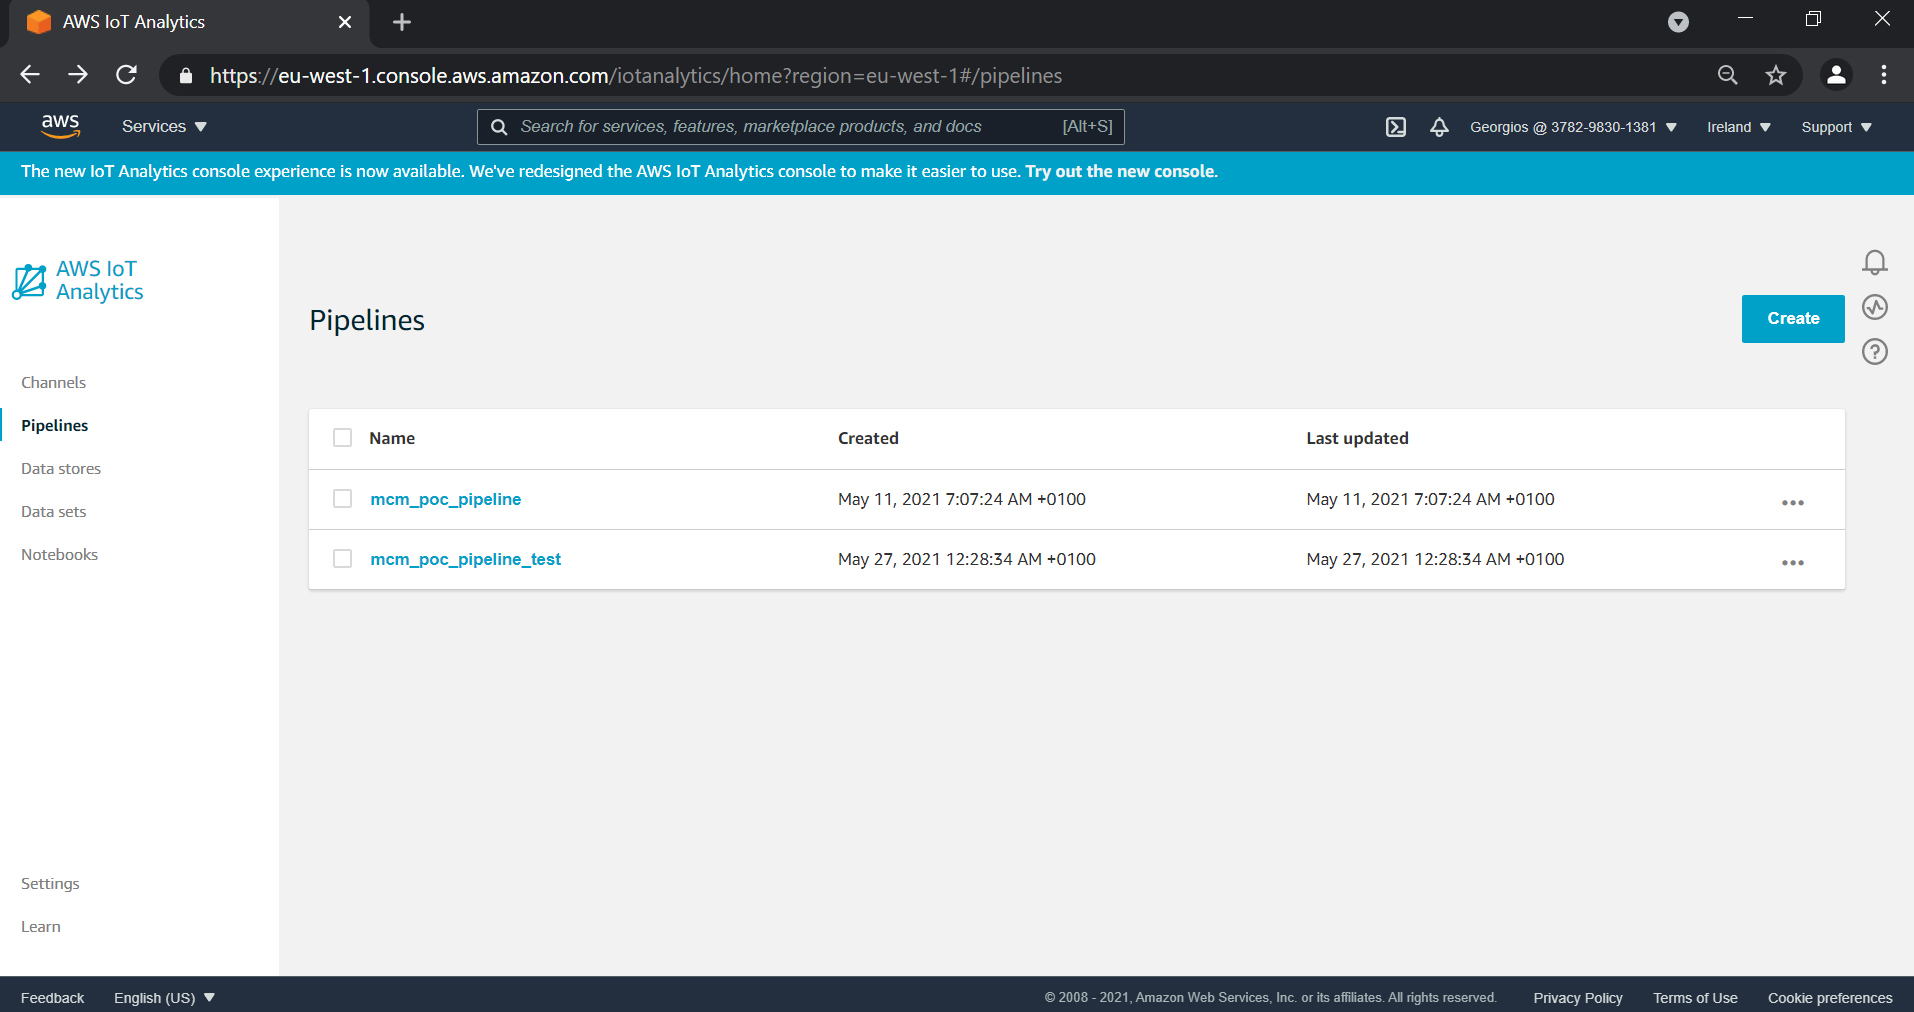 AWS IoT Analytics
https://eu-west-1.console.aws.amazon.com/iotanalytics/home?region=eu-west-1#/pipelines
aws
Services
Search for services, features, marketplace products, and docs [Alt+S]
Georgios @ 3782-9830-1381
Ireland
Support
The new IoT Analytics console experience is now available. We've redesigned the AWS IoT Analytics console to make it easier to use. Try out the new console.
AWS IoT
Analytics
Channels
Pipelines
Data stores
Data sets
Notebooks
Settings
Learn
Pipelines
Create
Name Created Last updated
mcm_poc_pipeline May 11, 2021 7:07:24 AM +0100 May 11, 2021 7:07:24 AM +0100
mcm_poc_pipeline_test May 27, 2021 12:28:34 AM +0100 May 27, 2021 12:28:34 AM +0100
Feedback English (US) © 2008 - 2021, Amazon Web Services, Inc. or its affiliates. All rights reserved. Privacy Policy Terms of Use Cookie preferences